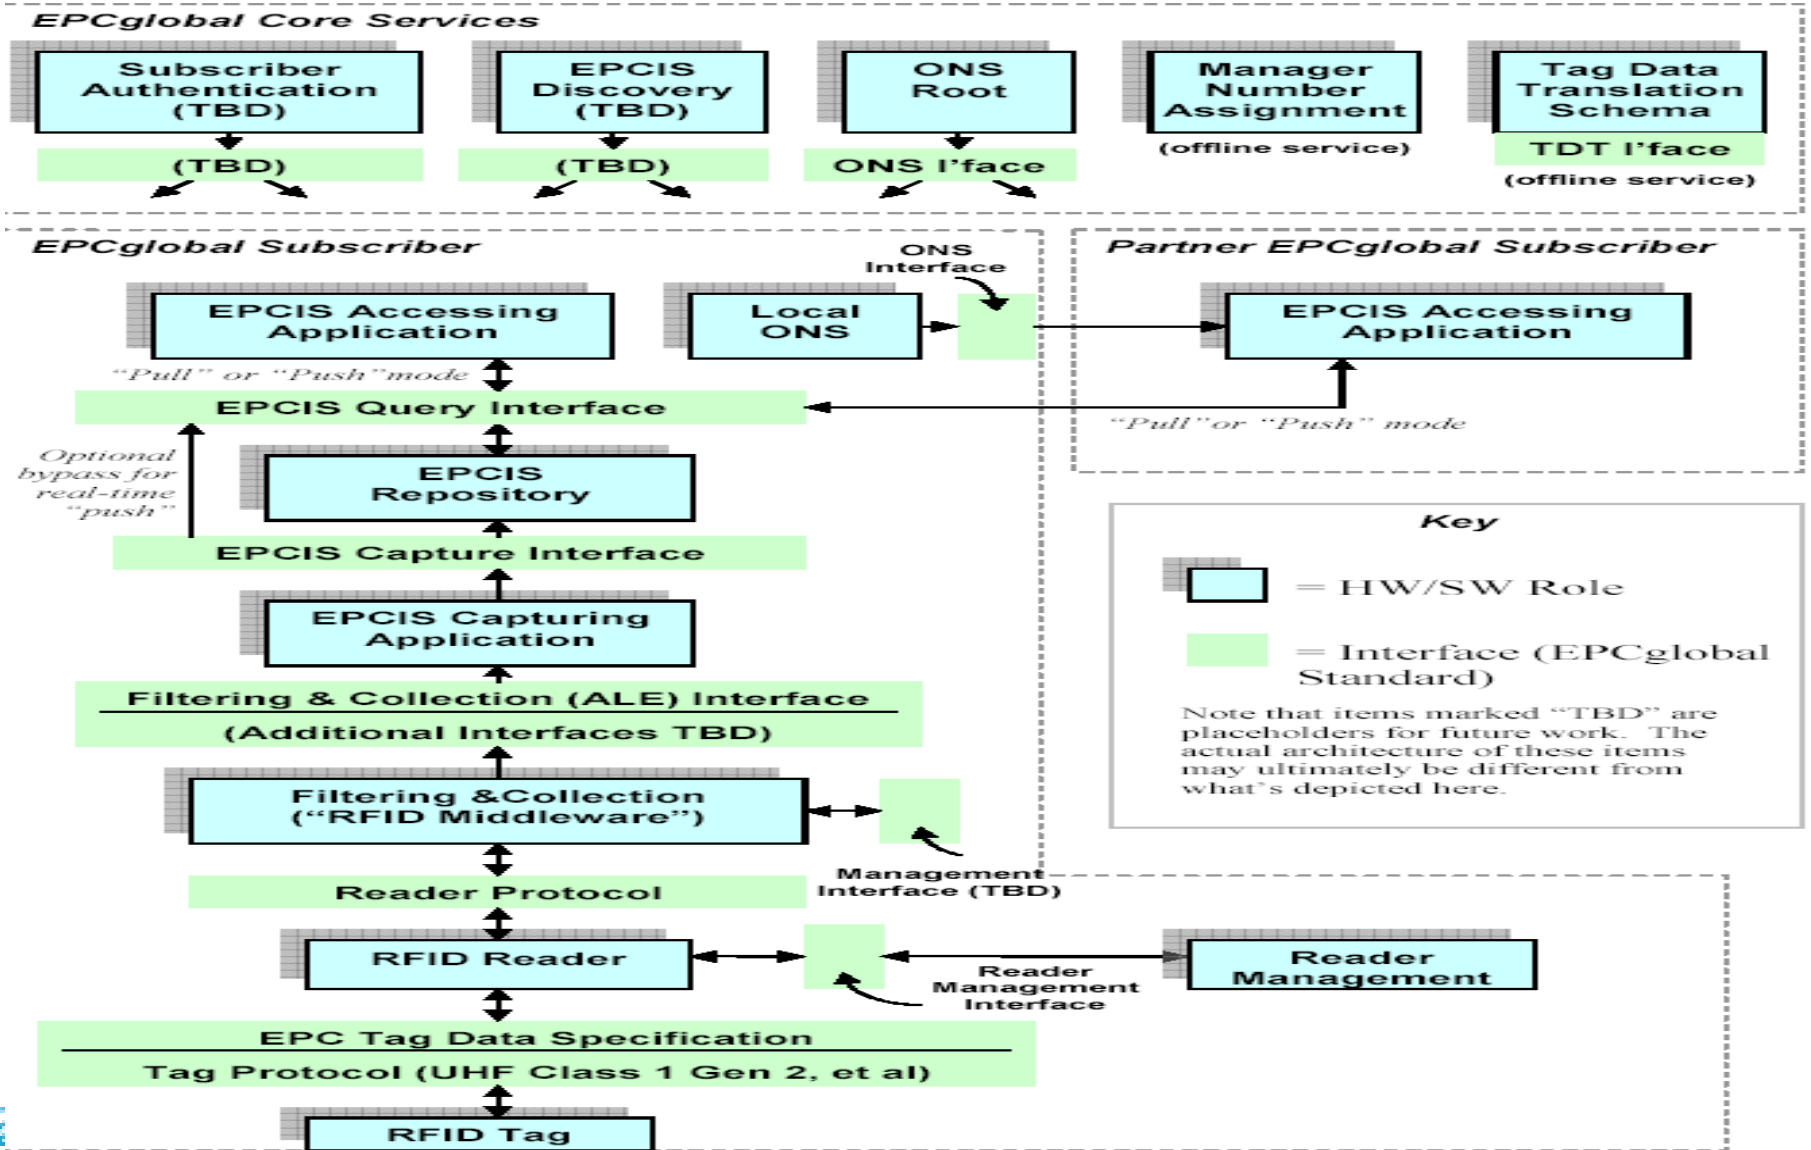 EPCglobal Core Services
Subscriber
Authentication
(TBD)
(TBD)
EPCIS
Discovery
(TBD)
(TBD)
ONS
Root
ONS I'face
Manager
Number
Assignment
(offline service)
Tag Data
Translation
Schema
TDT I'face
(offline service)
EPCglobal Subscriber
ONS
Interface
Partner EPCglobal Subscriber
EPCIS Accessing
Application
Local
ONS
EPCIS Accessing
Application
“Pull” or “Push”mode
EPCIS Query Interface
“Pull”or “Push” mode
Optional
bypass for
real-time
“push”
EPCIS
Repository
EPCIS Capture Interface
EPCIS Capturing
Application
Filtering & Collection (ALE) Interface
(Additional Interfaces TBD)
Filtering &Collection
(“RFID Middleware”)
Management
Interface (TBD)
Reader Protocol
RFID Reader
Reader
Management
Interface
Reader
Management
EPC Tag Data Specification
Tag Protocol (UHF Class 1 Gen 2, et al)
RFID Tag
Key
= HW/SW Role
= Interface (EPCglobal
Standard)
Note that items marked “TBD” are
placeholders for future work. The
actual architecture of these items
may ultimately be different from
what's depicted here.